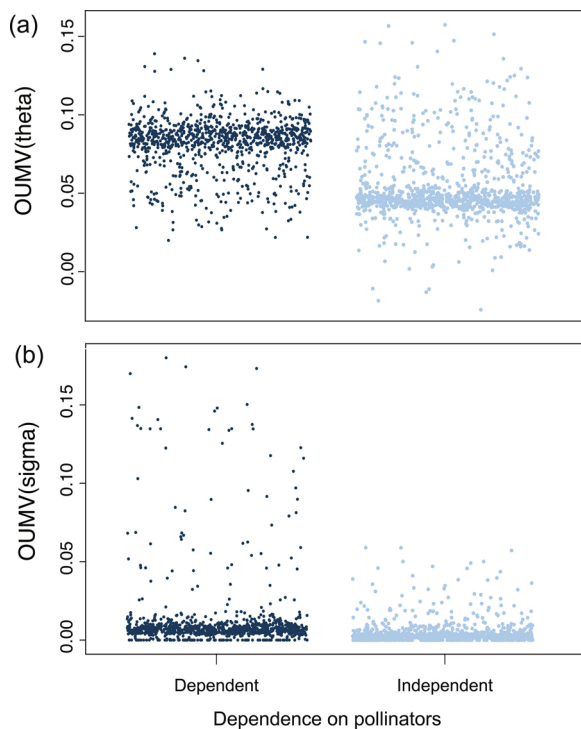 (a)
OUMV(theta)
0.15
0.10
0.05
0.00
(b)
OUMV(sigma)
0.15
0.10
0.05
0.00
Dependent Independent
Dependence on pollinators